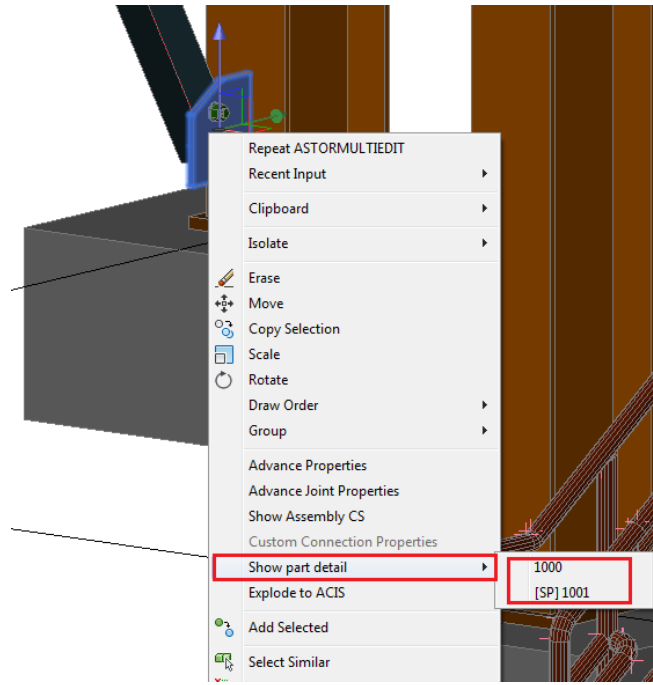 Repeat ASTORMULTIEDIT
Recent Input
Clipboard
Isolate
Erase
Move
Copy Selection
Scale
Rotate
Draw Order
Group
Advance Properties
Advance Joint Properties
Show Assembly CS
Custom Connection Properties
Show part detail
1000
[SP] 1001
Explode to ACIS
Add Selected
Select Similar